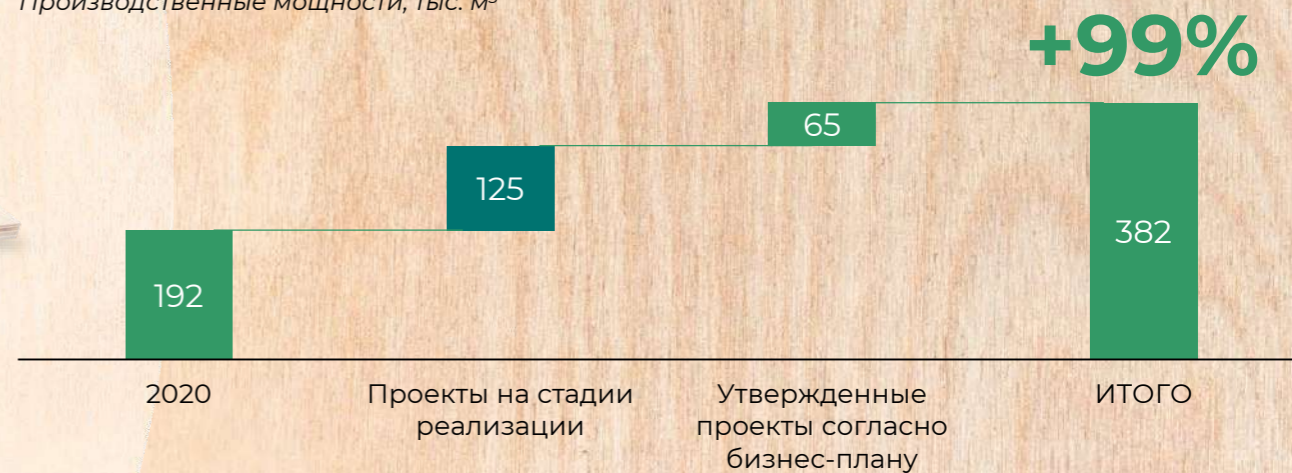 Производственные мощности, тыс. м³
+99%
65
125
382
192
2020
Проекты на стадии
реализации
Утвержденные
проекты согласно
бизнес-плану
ИТОГО